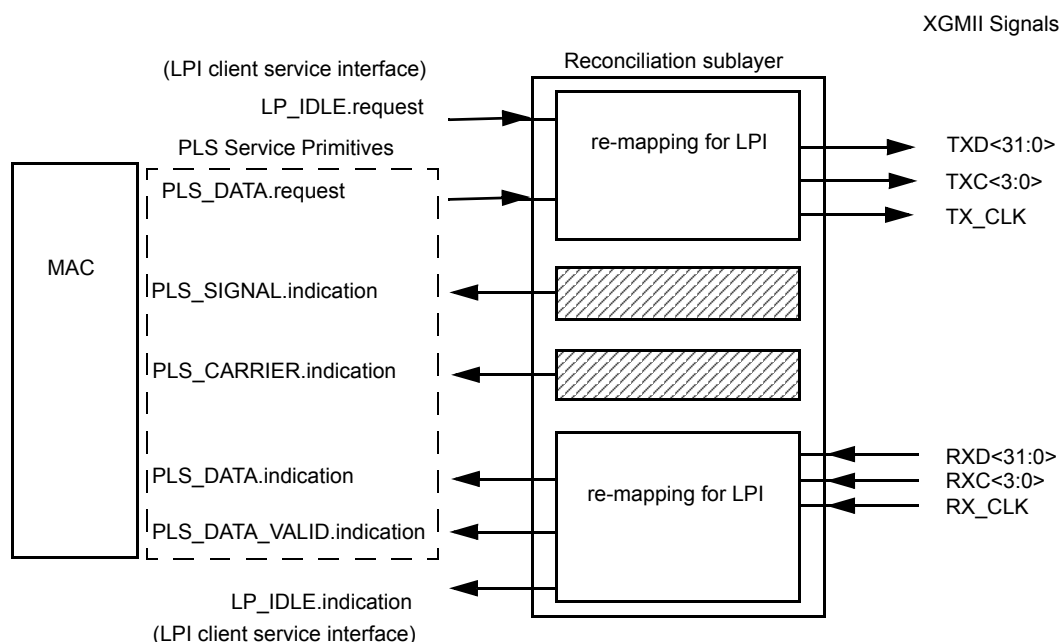 XGMII Signals
(LPI client service interface)
Reconciliation sublayer
LP_IDLE.request
PLS Service Primitives
re-mapping for LPI
TXD<31:0>
TXC<3:0>
TX_CLK
PLS_DATA.request
MAC
PLS_SIGNAL.indication
PLS_CARRIER.indication
PLS_DATA.indication
PLS_DATA_VALID.indication
re-mapping for LPI
RXD<31:0>
RXC<3:0>
RX_CLK
LP_IDLE.indication
(LPI client service interface)